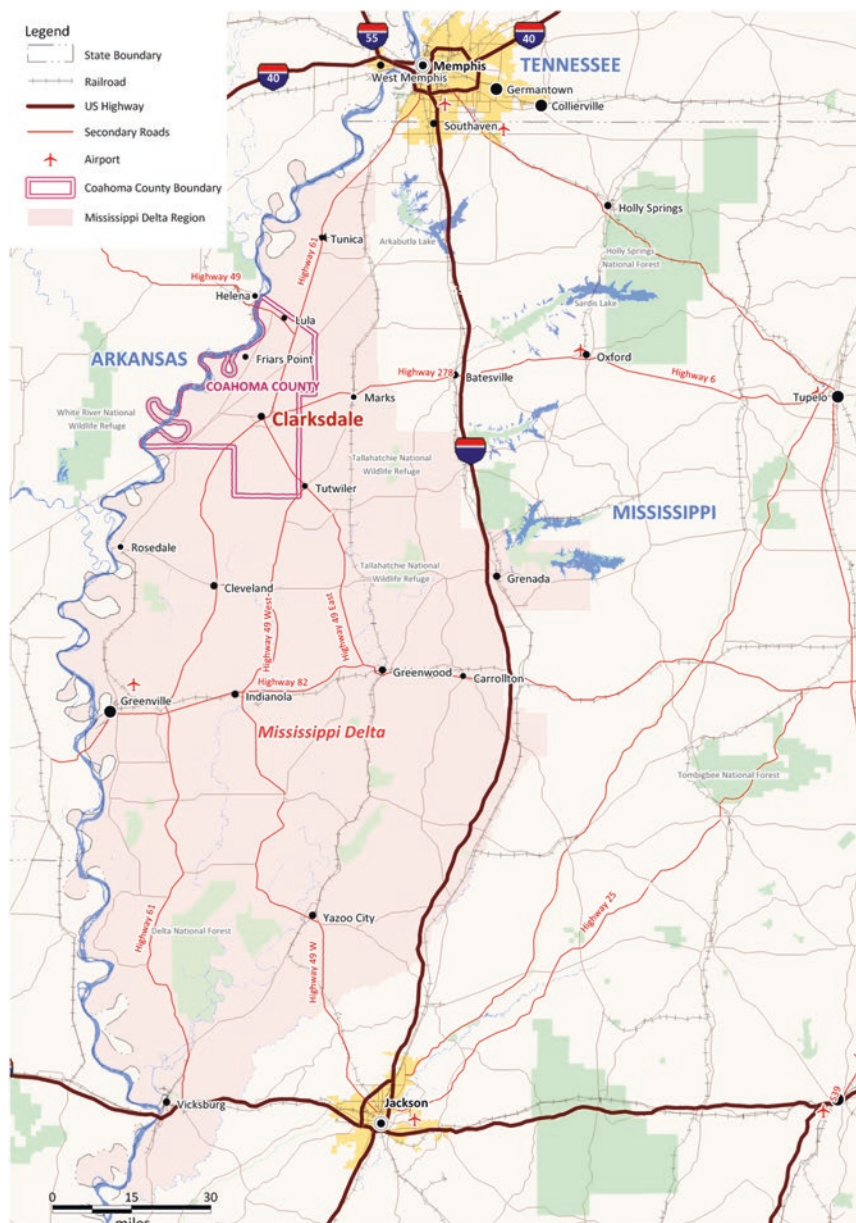 Legend
State Boundary
Railroad
US Highway
Secondary Roads
Airport
Coahoma County Boundary
Mississippi Delta Region
55
40
40
Memphis
West Memphis
TENNESSEE
Germantown
Collierville
Southaven
Holly Springs
Arkabutla Lake
Tunica
Highway 61
Holly Springs
National Forest
Highway 49
Sardis Lake
Helena
Lula
ARKANSAS
Friars Point
Oxford
COAHOMA COUNTY
Highway 278
Batesville
Highway 6
Marks
Tupelo
White River National
Wildlife Refuge
Clarksdale
Tallahatchie National
Wildlife Refuge
Tutwiler
MISSISSIPPI
Rosedale
Tallahatchie National
Wildlife Refuge
Grenada
Cleveland
Highway 49 West
Highway 49 East
Greenwood
Carrollton
Highway 82
Indianola
Greenville
Mississippi Delta
Tombigbee National Forest
Highway 25
Yazoo City
Highway 61
Delta National Forest
Highway 49 W
Jackson
Vicksburg
539
0 15 30
miles